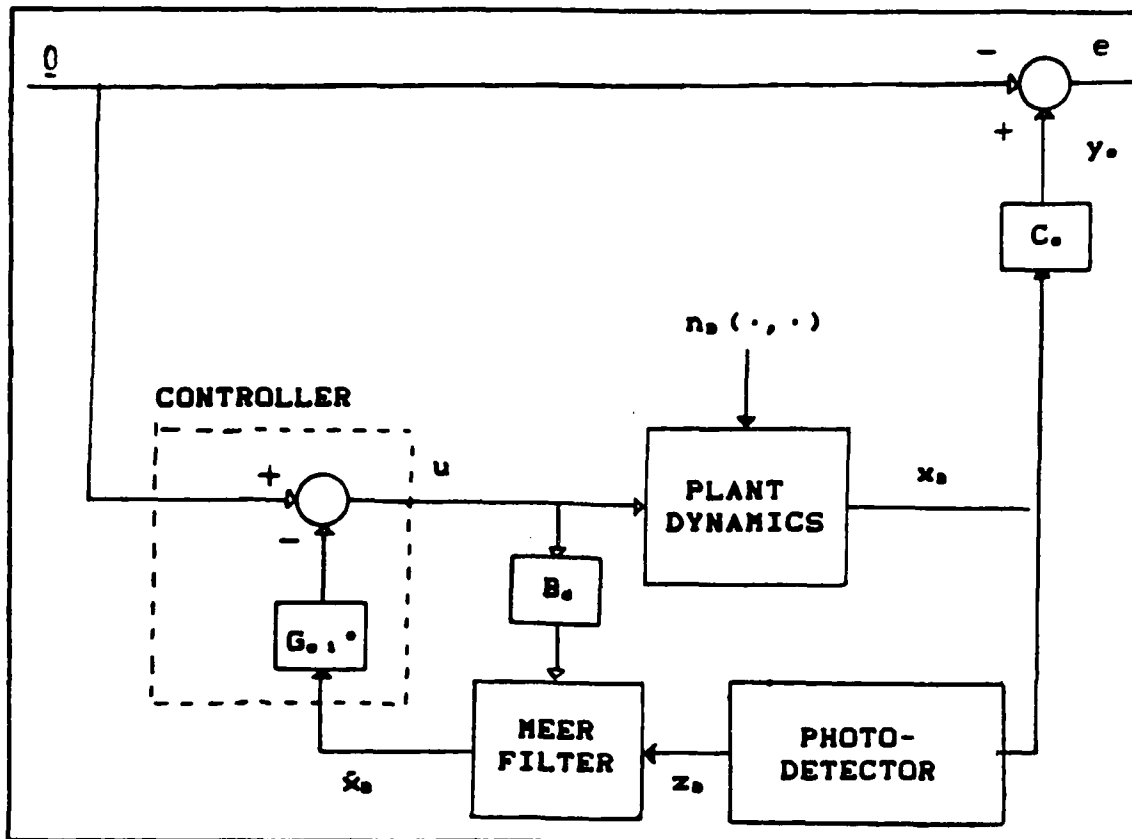 0
-
e
+
y
C
n (·,·)
CONTROLLER
+
u
PLANT
DYNAMICS
x
-
B
G *
MEER
FILTER
PHOTO-
DETECTOR
x̂
z